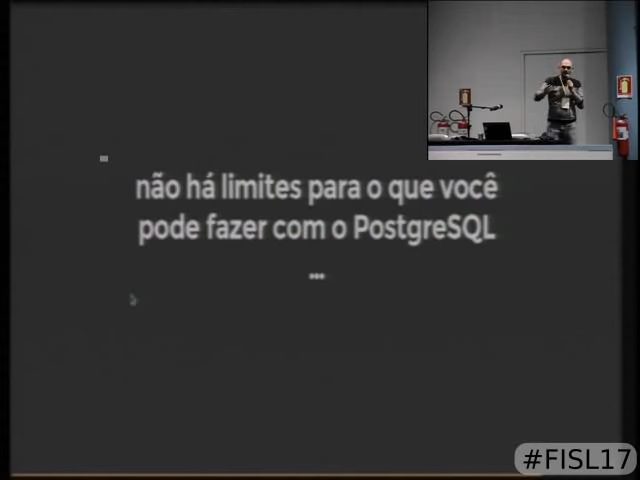 não há limites para o que você
pode fazer com o PostgreSQL
...
#FISL17